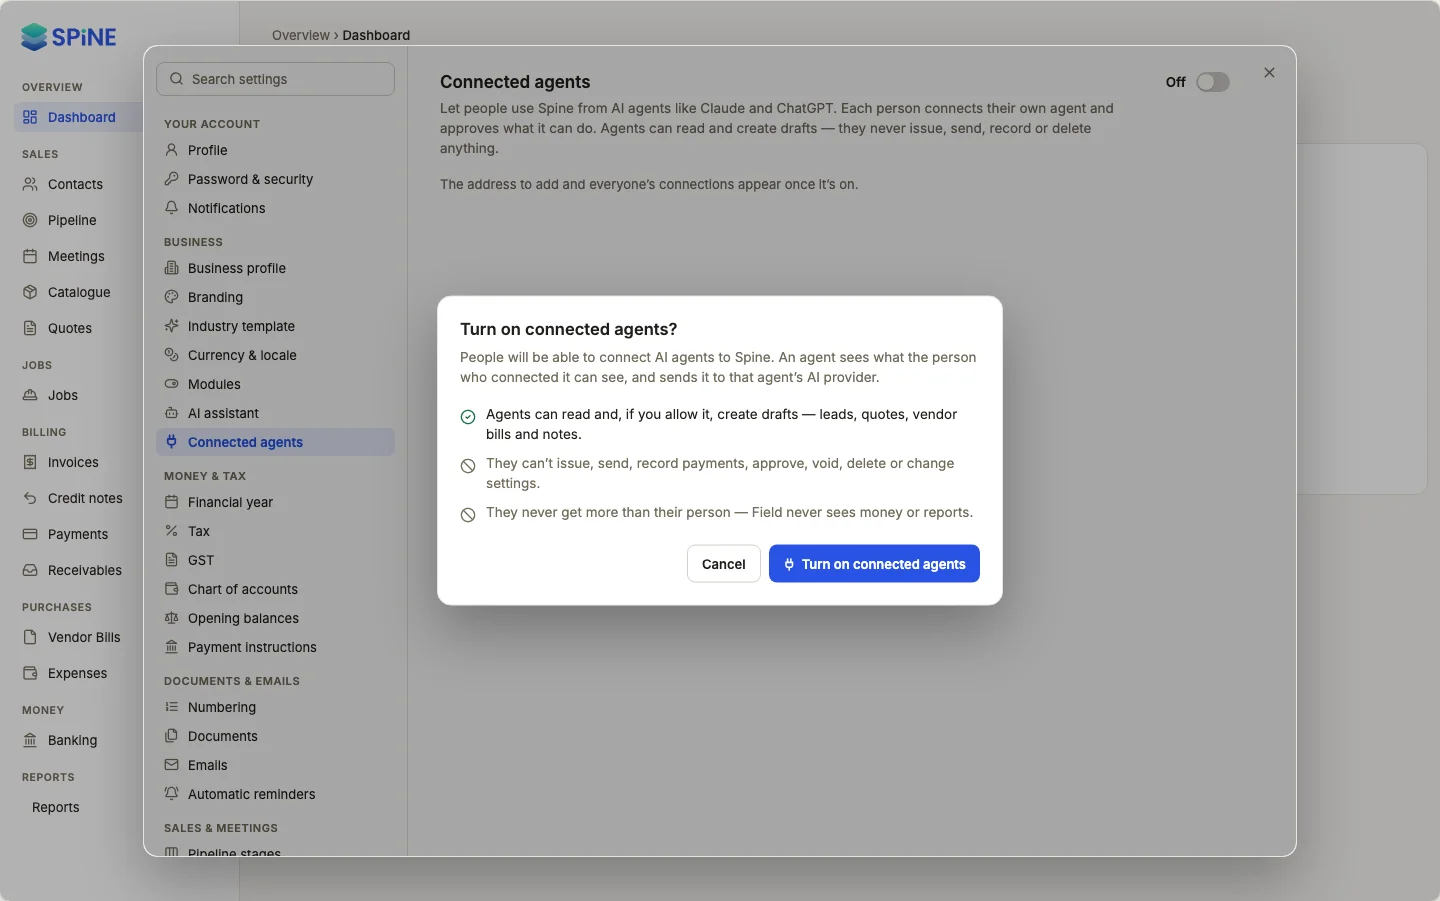 SPiNE
OVERVIEW
Dashboard
SALES
Contacts
Pipeline
Meetings
Catalogue
Quotes
JOBS
Jobs
BILLING
Invoices
Credit notes
Payments
Receivables
PURCHASES
Vendor Bills
Expenses
MONEY
Banking
REPORTS
Reports
Overview › Dashboard
Search settings
YOUR ACCOUNT
Profile
Password & security
Notifications
BUSINESS
Business profile
Branding
Industry template
Currency & locale
Modules
AI assistant
Connected agents
MONEY & TAX
Financial year
Tax
GST
Chart of accounts
Opening balances
Payment instructions
DOCUMENTS & EMAILS
Numbering
Documents
Emails
Automatic reminders
SALES & MEETINGS
Pipeline stages
Connected agents
Off
Let people use Spine from AI agents like Claude and ChatGPT. Each person connects their own agent and
approves what it can do. Agents can read and create drafts — they never issue, send, record or delete
anything.
The address to add and everyone’s connections appear once it’s on.
Turn on connected agents?
People will be able to connect AI agents to Spine. An agent sees what the person
who connected it can see, and sends it to that agent’s AI provider.
Agents can read and, if you allow it, create drafts — leads, quotes, vendor
bills and notes.
They can’t issue, send, record payments, approve, void, delete or change
settings.
They never get more than their person — Field never sees money or reports.
Cancel
Turn on connected agents